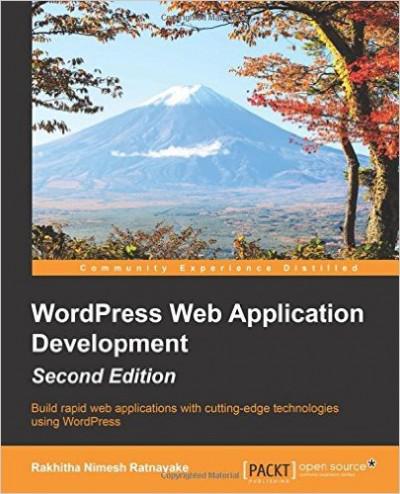 Community Experience Distilled
WordPress Web Application
Development
Second Edition
Build rapid web applications with cutting-edge technologies
using WordPress
Rakhitha Nimesh Ratnayake
PACKT
PUBLISHING
open source*